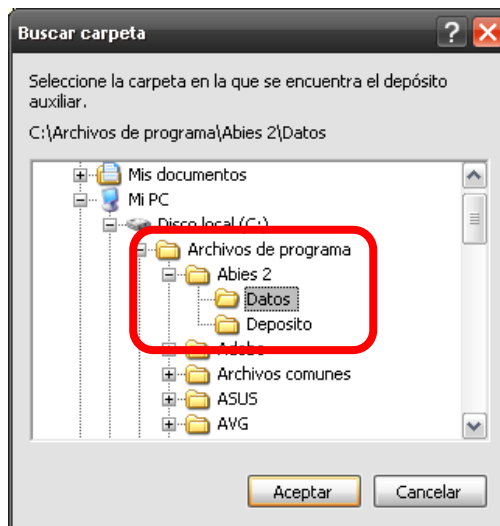 Buscar carpeta
Seleccione la carpeta en la que se encuentra el depósito
auxiliar.
C:\Archivos de programa\Abies 2\Datos
Mis documentos
Mi PC
Disco local (C:)
Archivos de programa
Abies 2
Datos
Deposito
Adobe
Archivos comunes
ASUS
AVG
Aceptar Cancelar